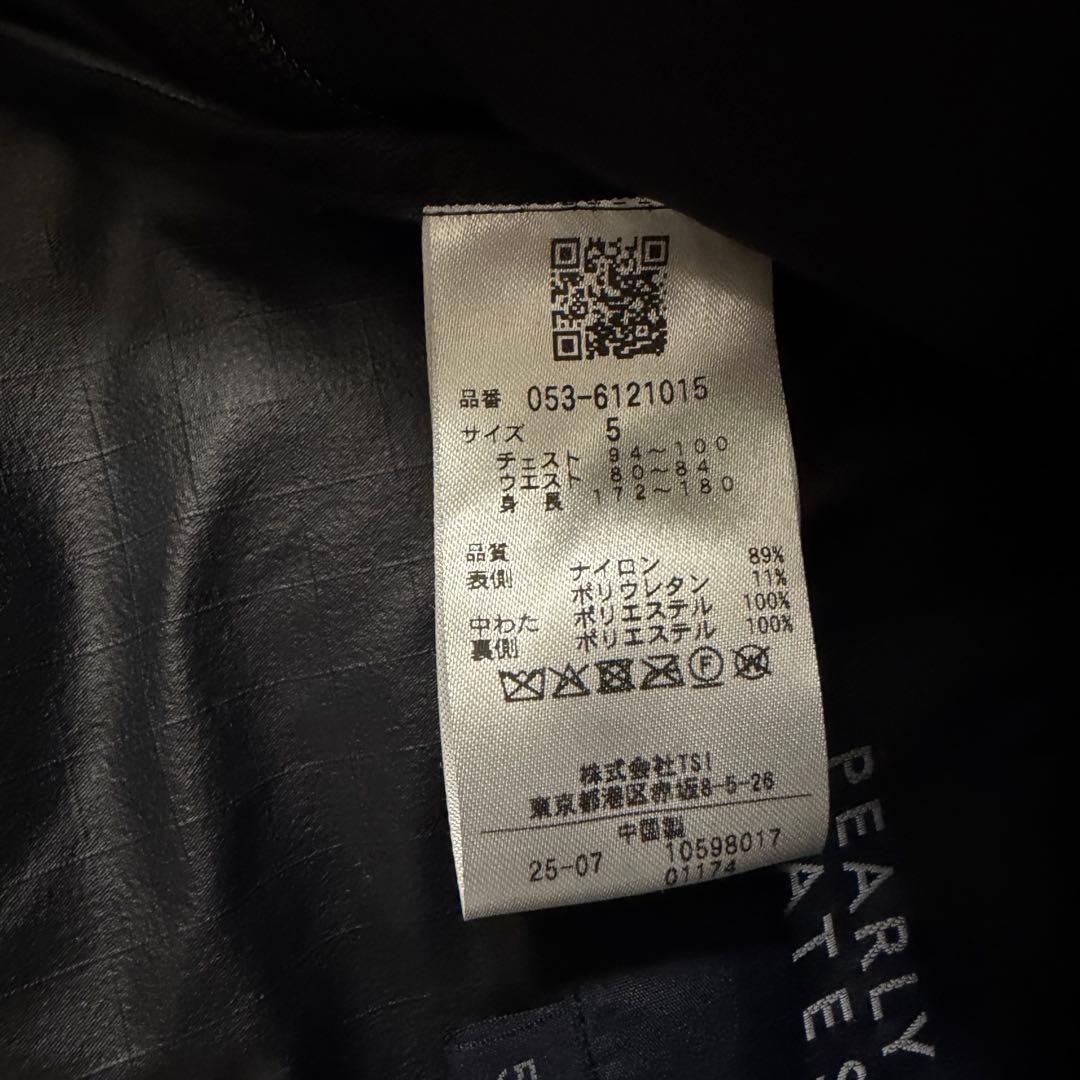 品番 053-6121015
サイズ 5
チェスト 94～100
ウエスト 80～84
身長 172～180
品質
表側 ナイロン 89%
ポリウレタン 11%
中わた ポリエステル 100%
裏側 ポリエステル 100%
F
W
株式会社TSI
東京都港区赤坂8-5-26
中国製
25-07 10598017
01174
PEARLY
GATES